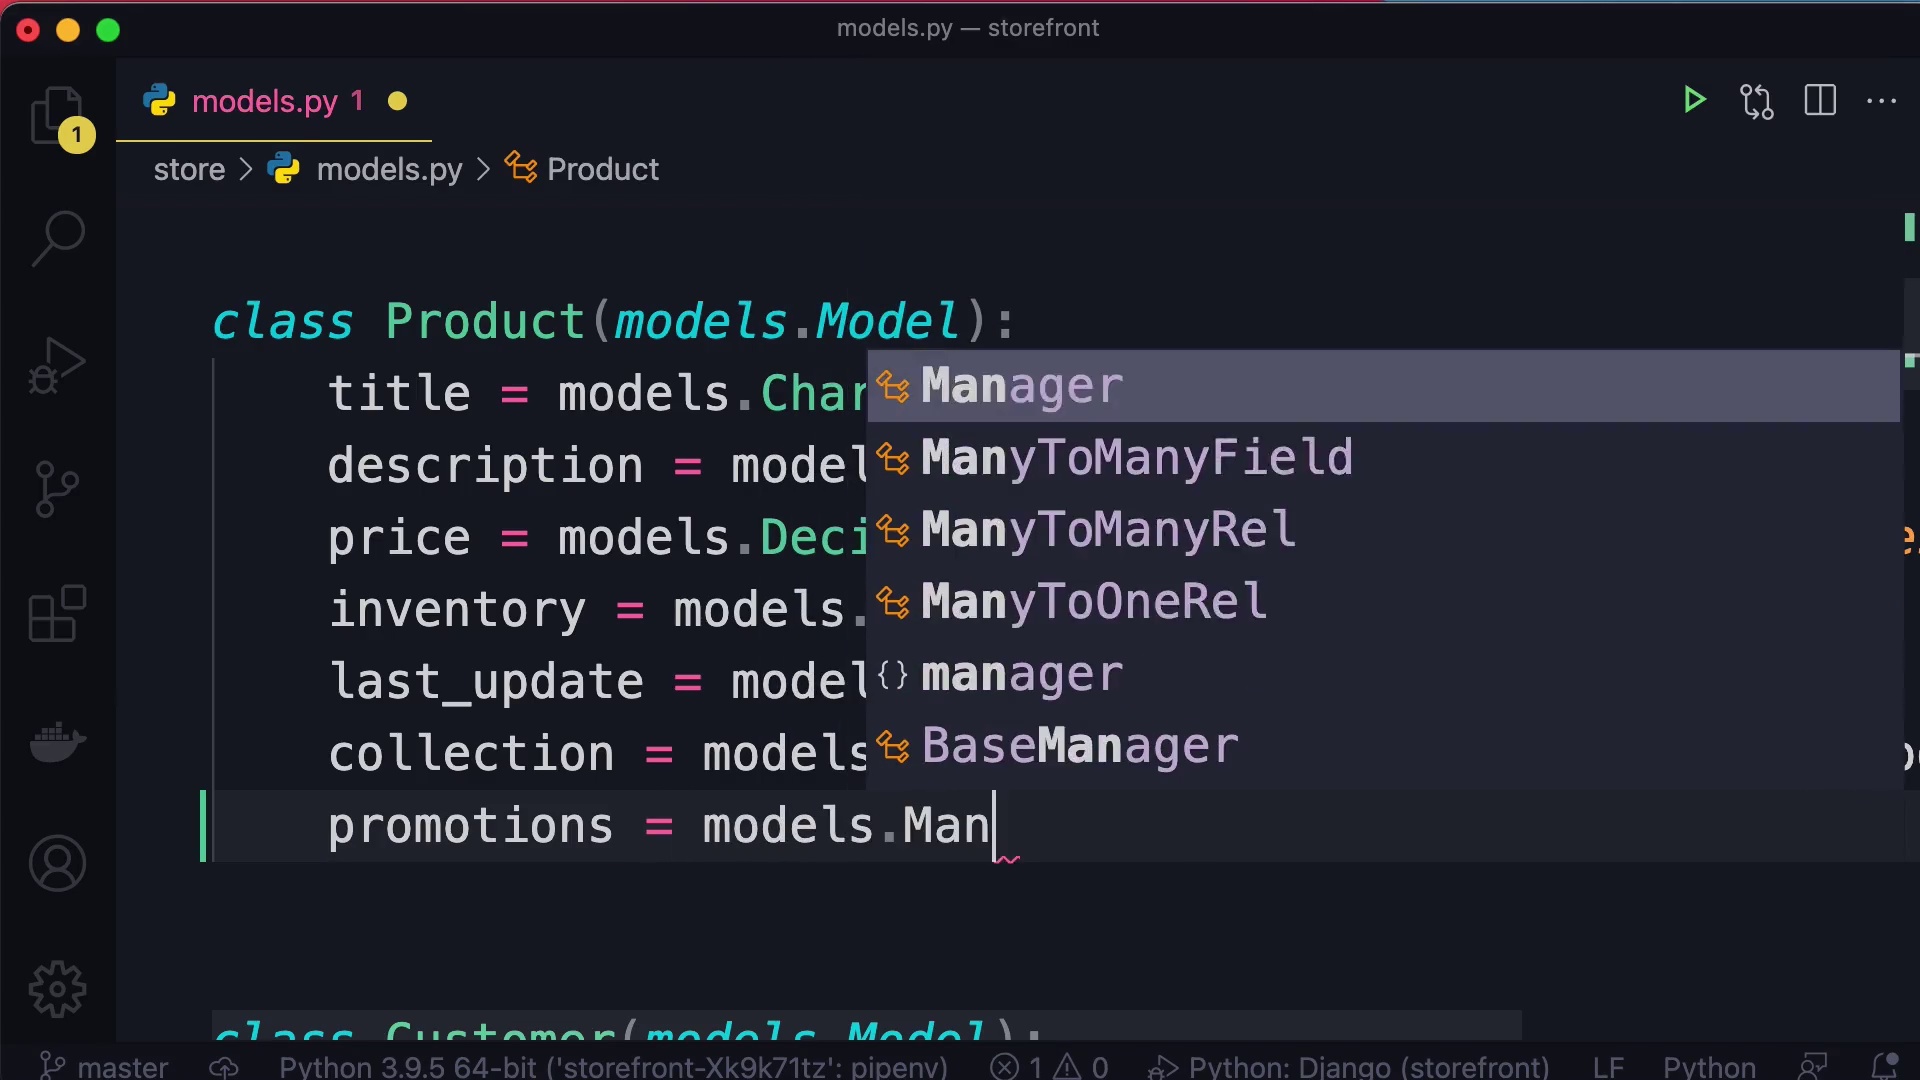 models.py — storefront
models.py 1
1
store > models.py > Product
class Product(models.Model):
title = models.Char
description = model
price = models.Deci
inventory = models.
last_update = model
collection = models
promotions = models.Man
Manager
ManyToManyField
ManyToManyRel
ManyToOneRel
{} manager
BaseManager
class Customer(models.Model):
master Python 3.9.5 64-bit ('storefront-Xk9k71tz': pipenv) 1 0 Python: Django (storefront) LF Python